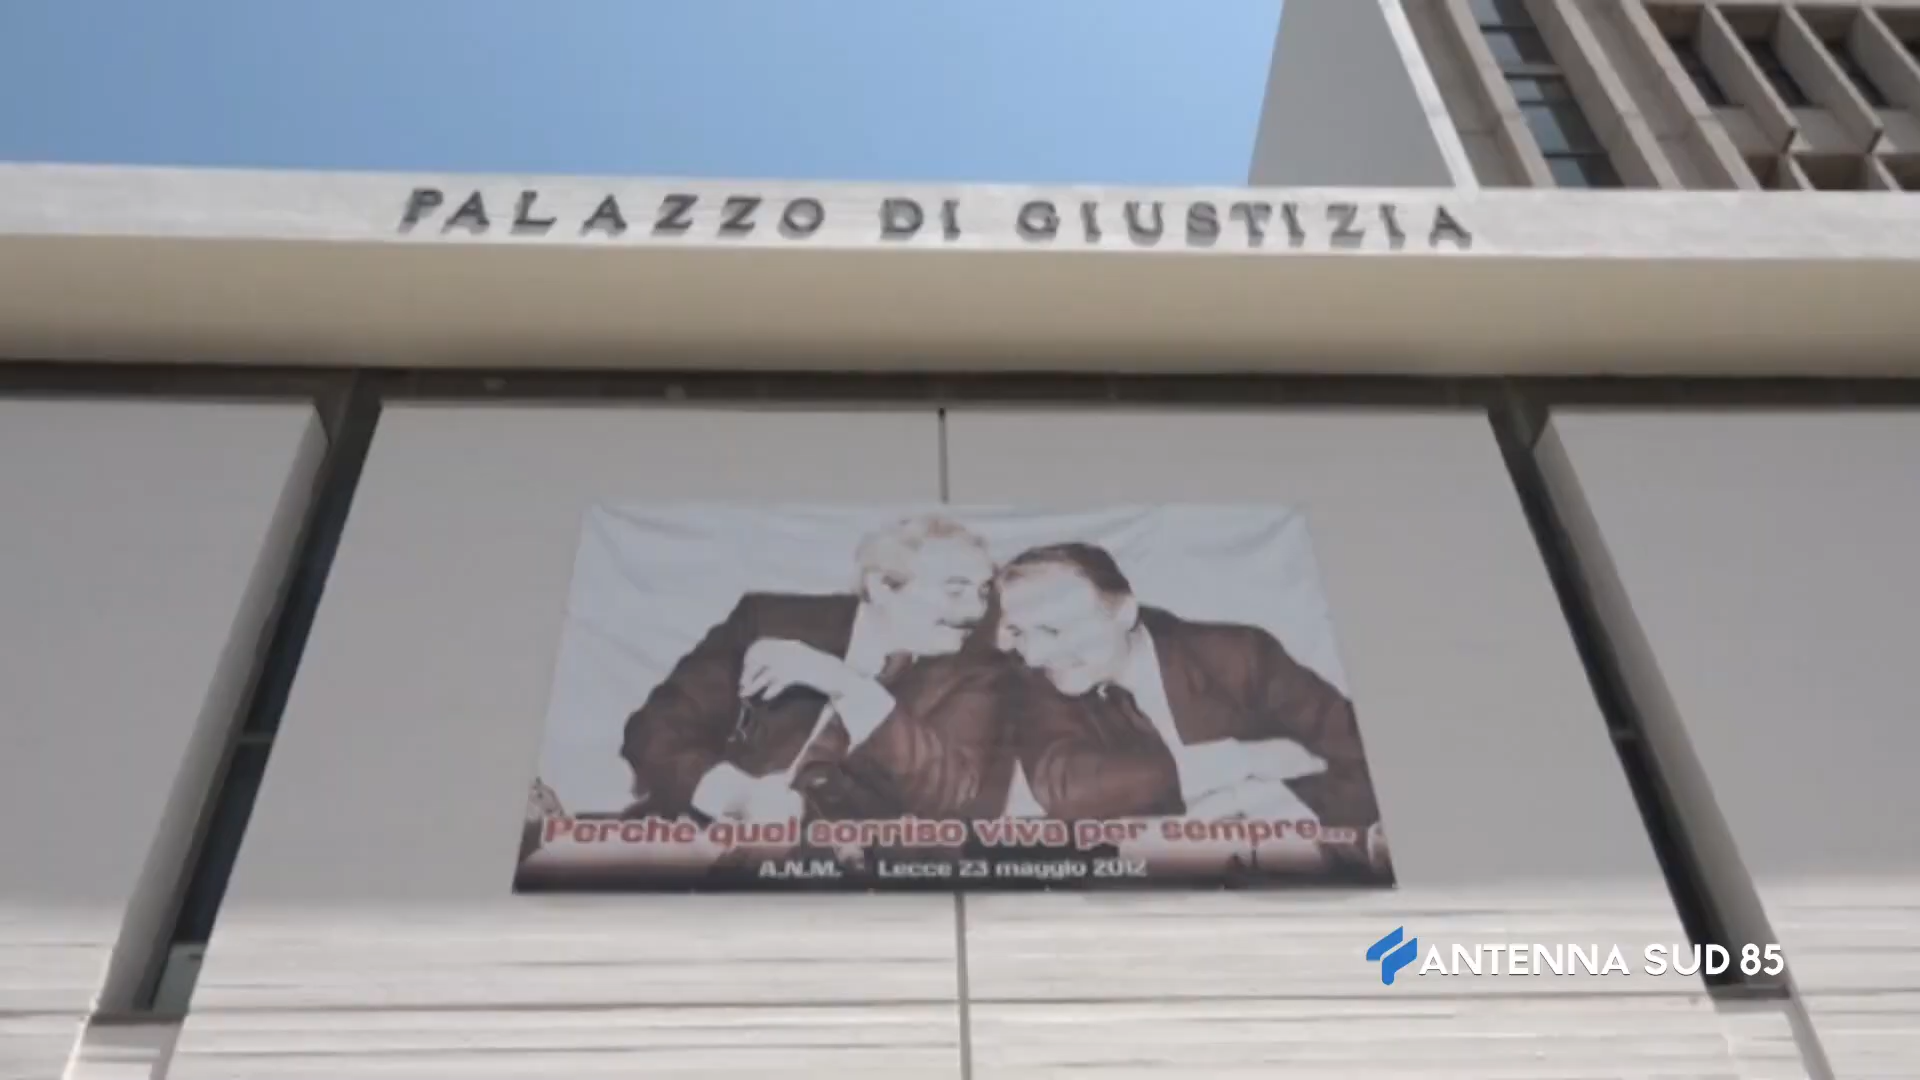 PALAZZO DI GIUSTIZIA
Perchè quel sorriso viva per sempre...
A.N.M. - Lecce 23 maggio 2012
ANTENNA SUD 85